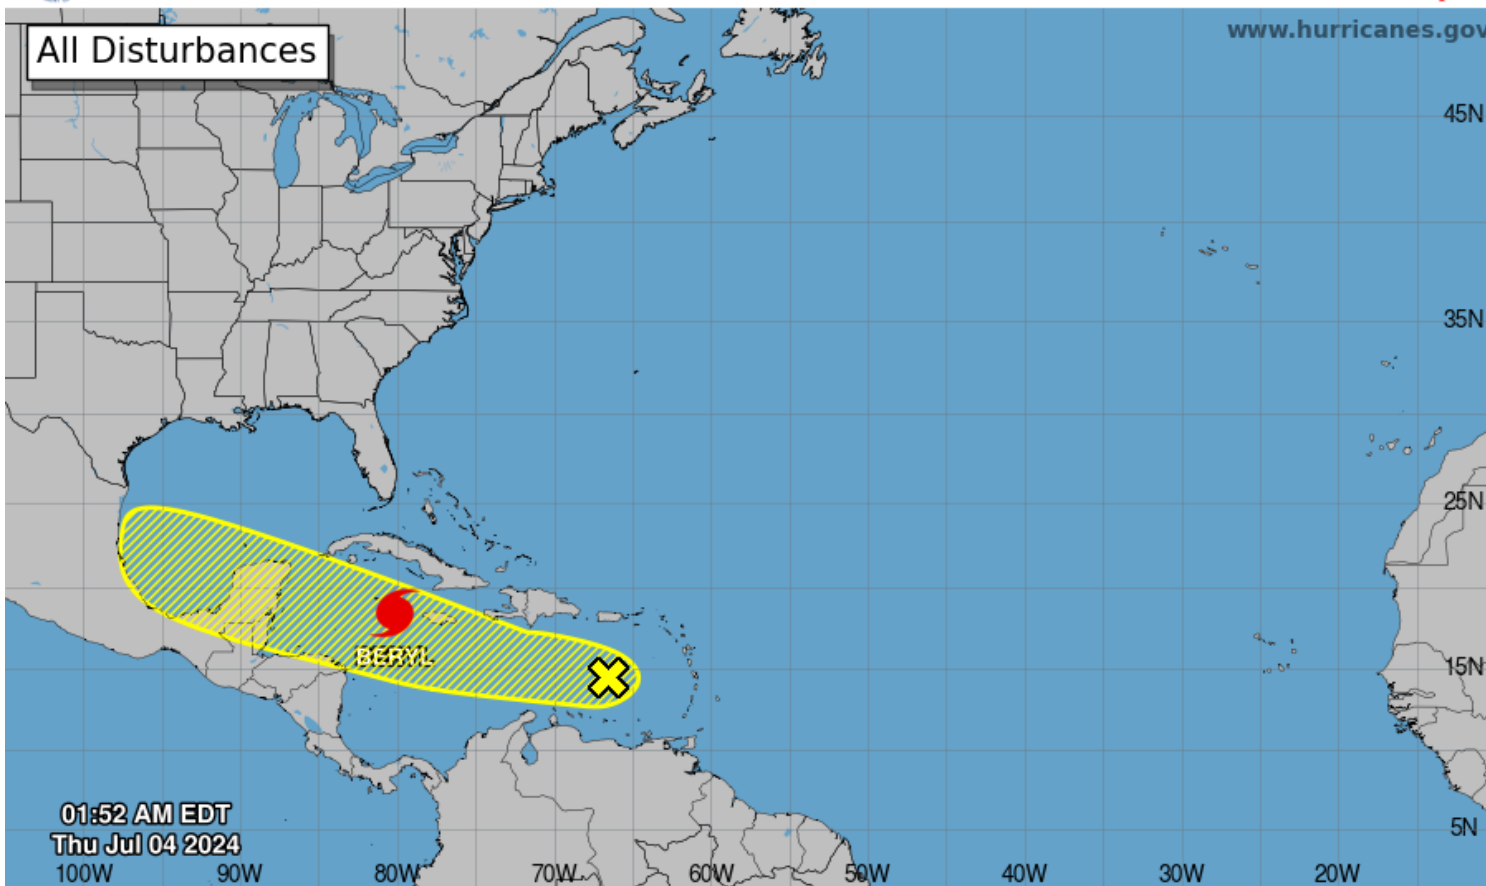 All Disturbances
www.hurricanes.gov
45N
35N
25N
BERYL
15N
01:52 AM EDT
5N
Thu Jul 04 2024
100W 90W 80W 70W 60W 50W 40W 30W 20W